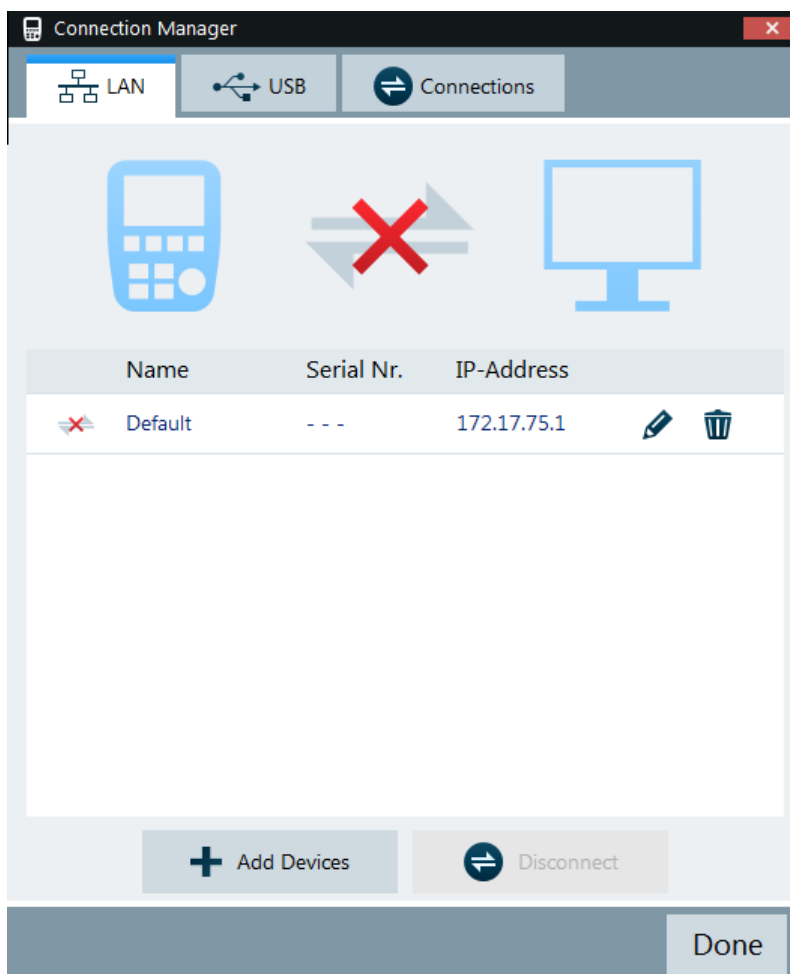 Connection Manager
LAN USB Connections
Name Serial Nr. IP-Address
Default - - - 172.17.75.1
Add Devices Disconnect
Done